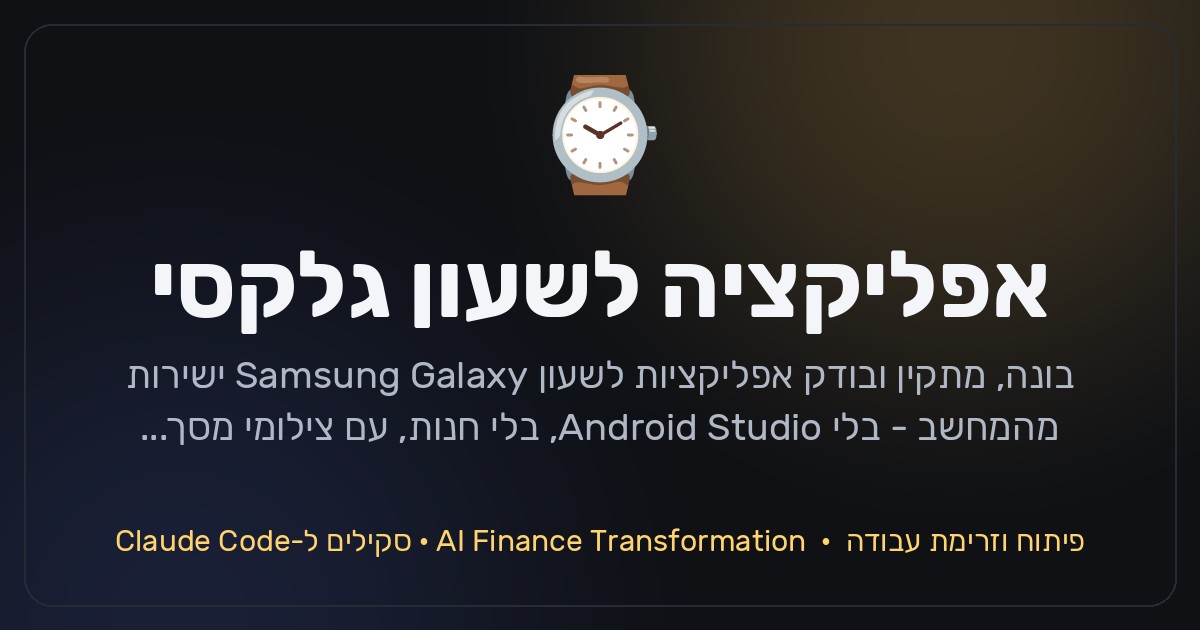 אפליקציה לשעון גלקסי
בונה, מתקין ובודק אפליקציות לשעון Samsung Galaxy ישירות
מהמחשב - בלי Android Studio, בלי חנות, עם צילומי מסך...
פיתוח וזרימת עבודה • AI Finance Transformation • סקילים ל-Claude Code